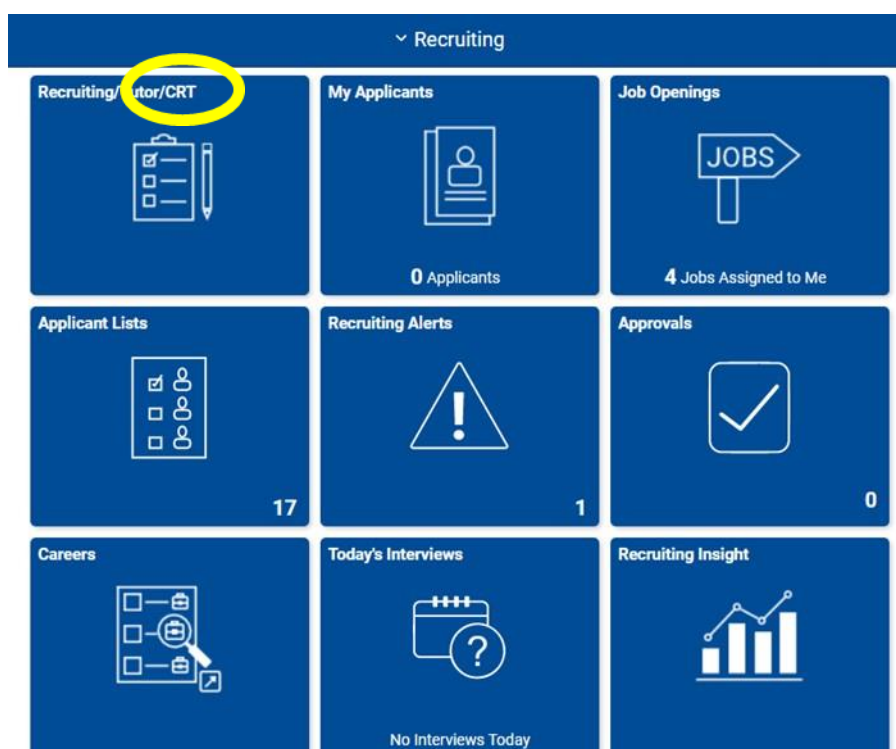 Recruiting
Recruiting/Tutor/CRT
My Applicants
Job Openings
JOBS
0 Applicants
4 Jobs Assigned to Me
Applicant Lists
Recruiting Alerts
Approvals
17
1
0
Careers
Today's Interviews
Recruiting Insight
?
No Interviews Today